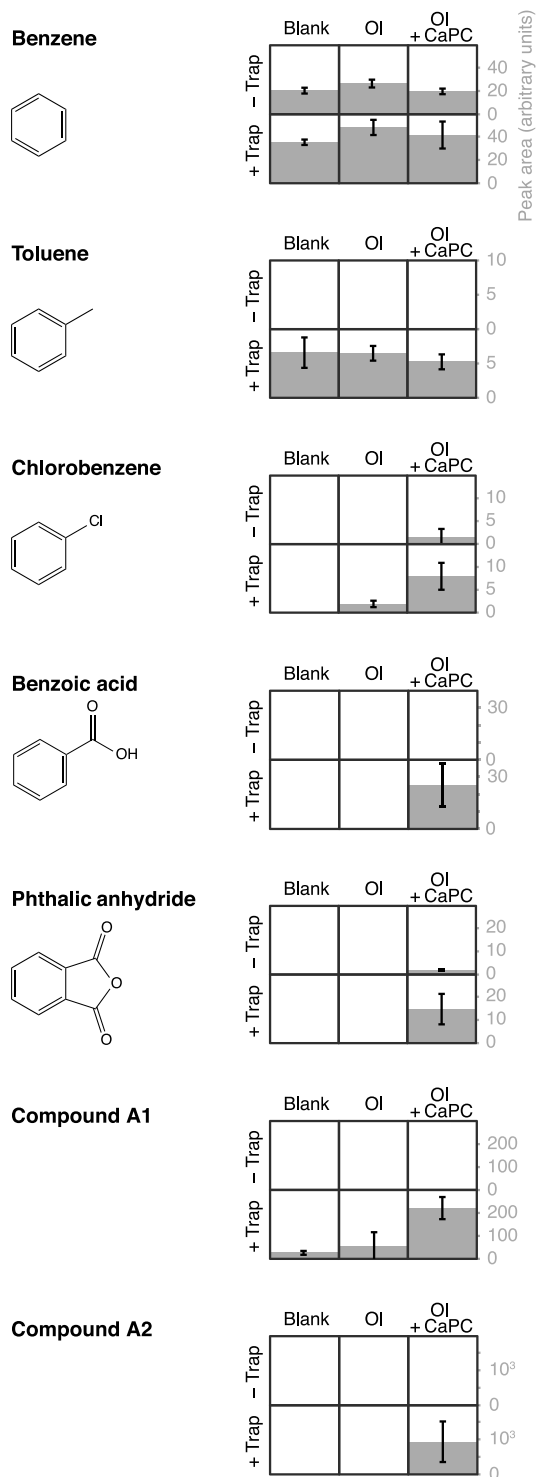 Benzene
Blank
OI
OI
+ CaPC
− Trap
+ Trap
40
20
0
40
20
0
Peak area (arbitrary units)
Toluene
Blank
OI
OI
+ CaPC
− Trap
+ Trap
10
5
0
5
0
Chlorobenzene
Cl
Blank
OI
OI
+ CaPC
− Trap
+ Trap
10
5
0
10
5
0
Benzoic acid
O
OH
Blank
OI
OI
+ CaPC
− Trap
+ Trap
30
0
30
0
Phthalic anhydride
O
O
O
Blank
OI
OI
+ CaPC
− Trap
+ Trap
20
10
0
20
10
0
Compound A1
Blank
OI
OI
+ CaPC
− Trap
+ Trap
200
100
0
200
100
0
Compound A2
Blank
OI
OI
+ CaPC
− Trap
+ Trap
10³
0
10³
0